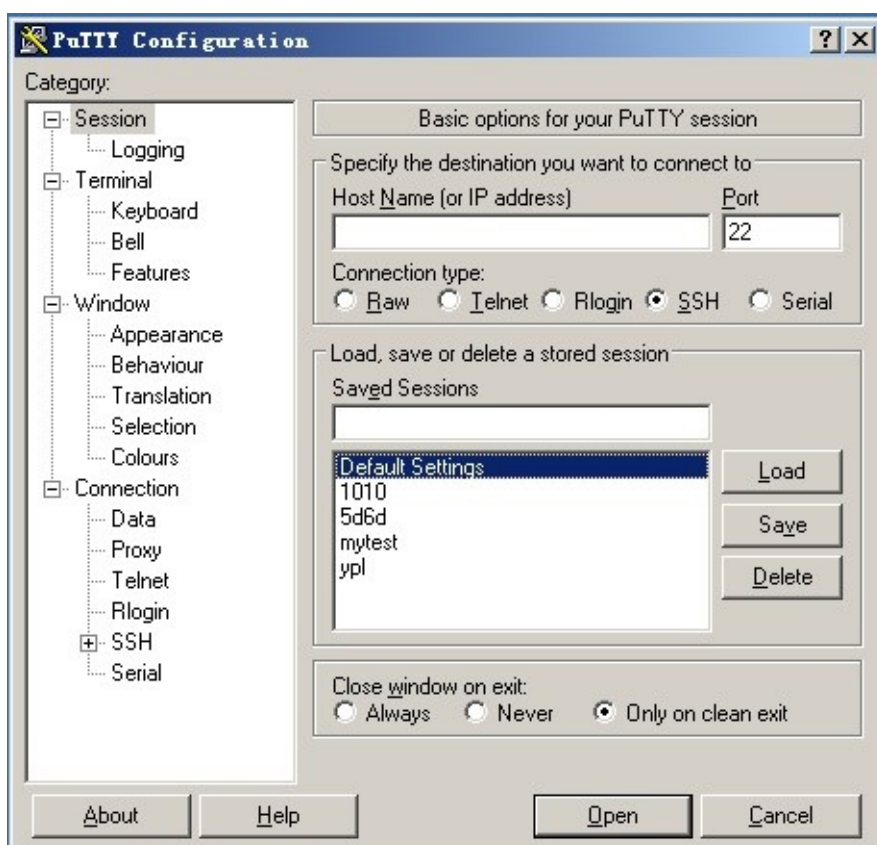 PuTTY Configuration
Category:
Session
Logging
Terminal
Keyboard
Bell
Features
Window
Appearance
Behaviour
Translation
Selection
Colours
Connection
Data
Proxy
Telnet
Rlogin
SSH
Serial
Basic options for your PuTTY session
Specify the destination you want to connect to
Host Name (or IP address) Port
22
Connection type:
Raw Telnet Rlogin SSH Serial
Load, save or delete a stored session
Saved Sessions
Default Settings
1010
5d6d
mytest
ypl
Load
Save
Delete
Close window on exit:
Always Never Only on clean exit
About Help Open Cancel